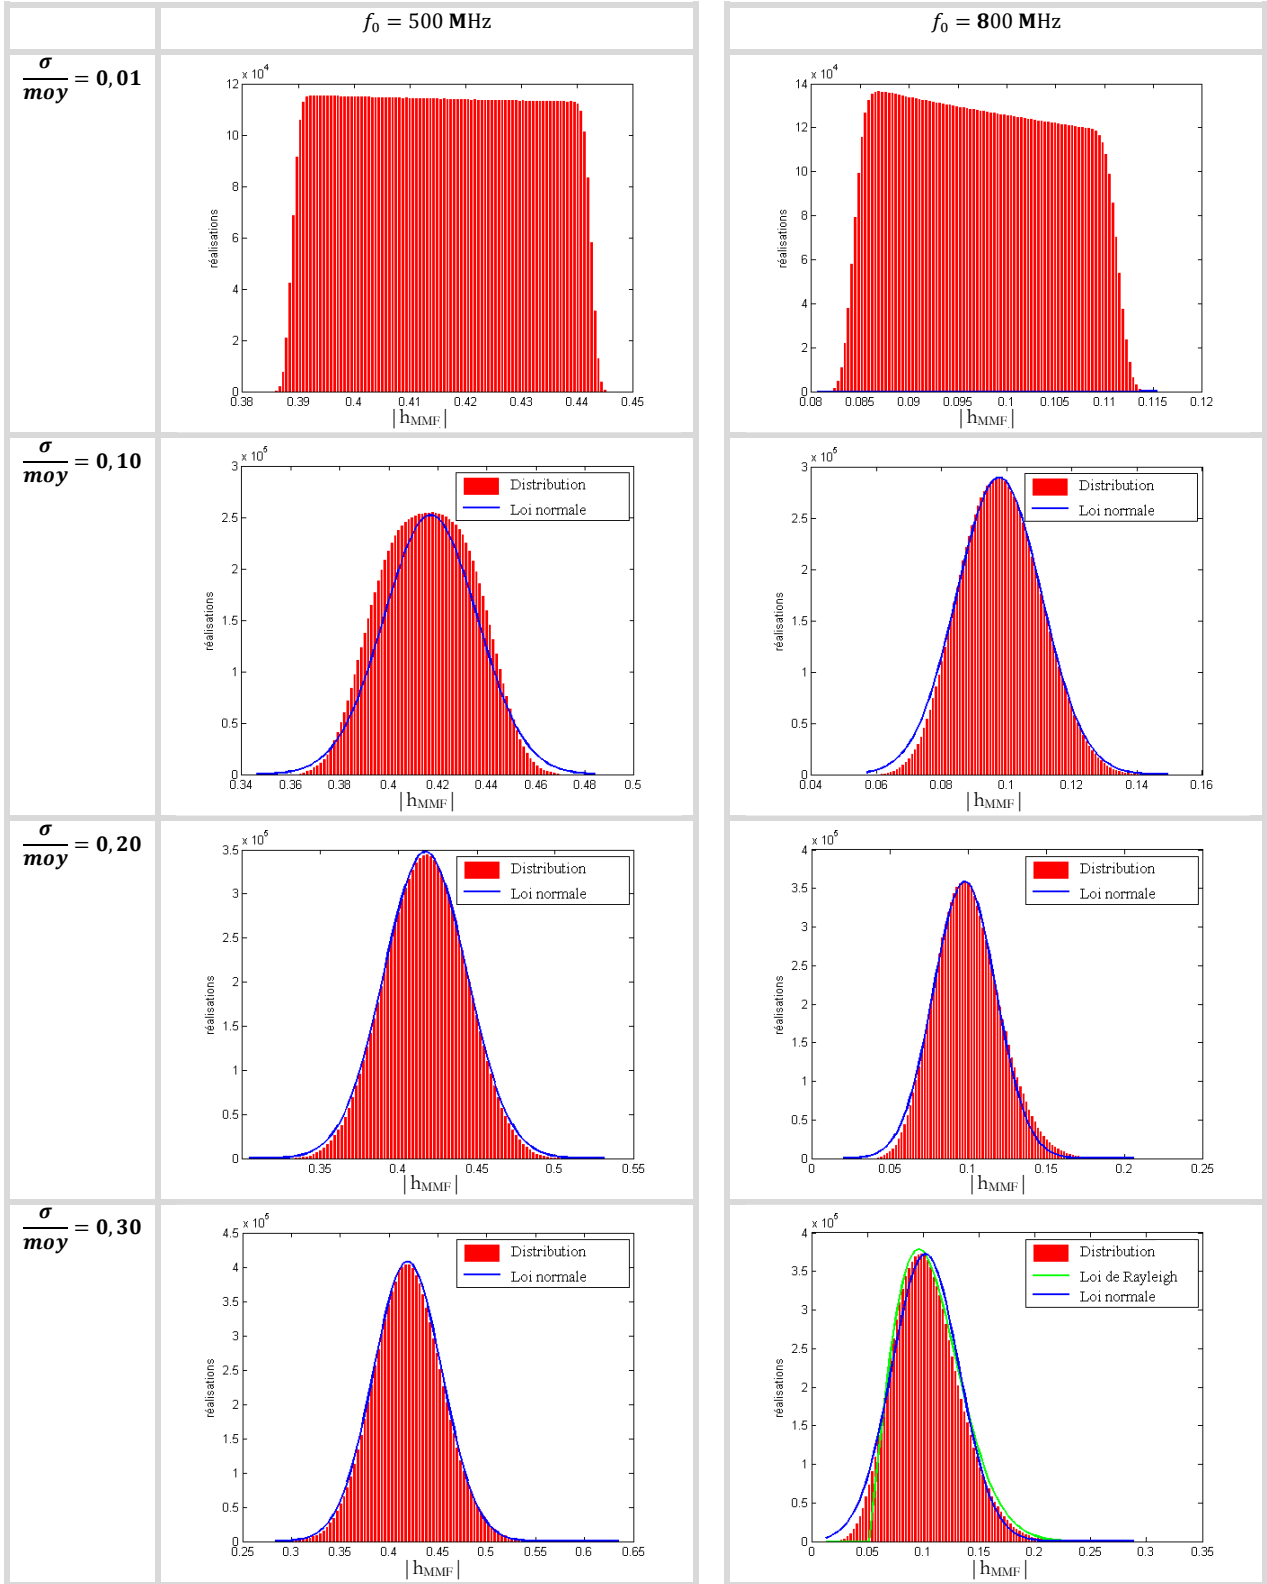 f₀ = 500 MHz
f₀ = 800 MHz
σ/moy = 0,01
x 10⁴
12
10
8
6
4
2
0
réalisations
0.38 0.39 0.4 0.41 0.42 0.43 0.44 0.45
|hMMF|
x 10⁴
14
12
10
8
6
4
2
0
réalisations
0.08 0.085 0.09 0.095 0.1 0.105 0.11 0.115 0.12
|hMMF|
σ/moy = 0,10
x 10⁵
3
2.5
2
1.5
1
0.5
0
réalisations
Distribution
Loi normale
0.34 0.36 0.38 0.4 0.42 0.44 0.46 0.48 0.5
|hMMF|
x 10⁵
3
2.5
2
1.5
1
0.5
0
réalisations
Distribution
Loi normale
0.04 0.06 0.08 0.1 0.12 0.14 0.16
|hMMF|
σ/moy = 0,20
x 10⁵
3.5
3
2.5
2
1.5
1
0.5
0
réalisations
Distribution
Loi normale
0.35 0.4 0.45 0.5 0.55
|hMMF|
x 10⁵
4
3.5
3
2.5
2
1.5
1
0.5
0
réalisations
Distribution
Loi normale
0 0.05 0.1 0.15 0.2 0.25
|hMMF|
σ/moy = 0,30
x 10⁵
4.5
4
3.5
3
2.5
2
1.5
1
0.5
0
réalisations
Distribution
Loi normale
0.25 0.3 0.35 0.4 0.45 0.5 0.55 0.6 0.65
|hMMF|
x 10⁵
4
3.5
3
2.5
2
1.5
1
0.5
0
réalisations
Distribution
Loi de Rayleigh
Loi normale
0 0.05 0.1 0.15 0.2 0.25 0.3 0.35
|hMMF|